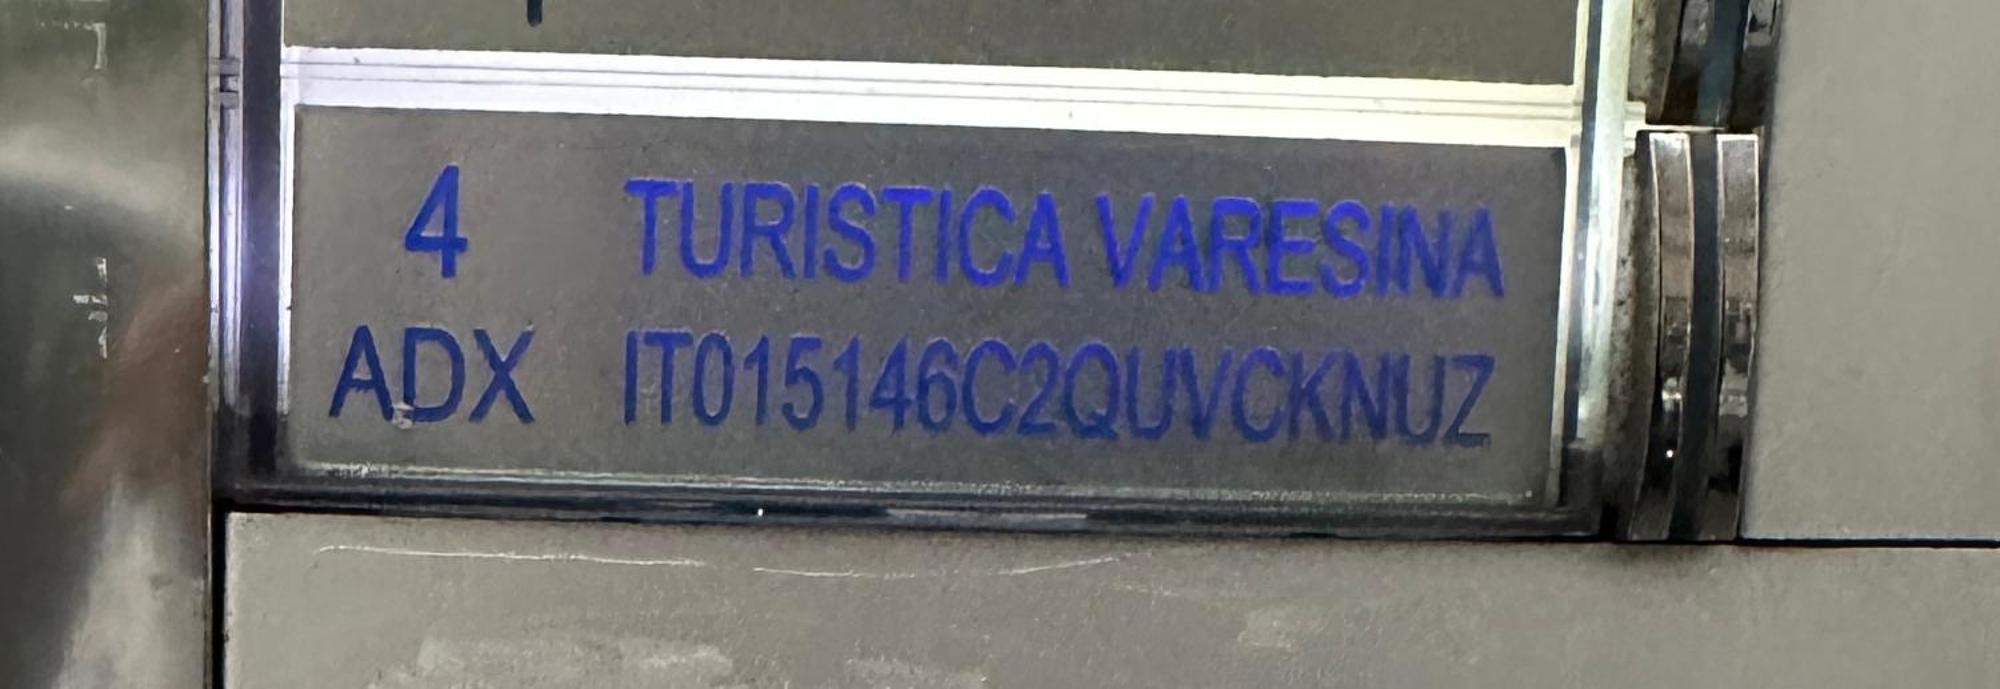 4 TURISTICA VARESINA
ADX IT015146C2QUVCKNUZ